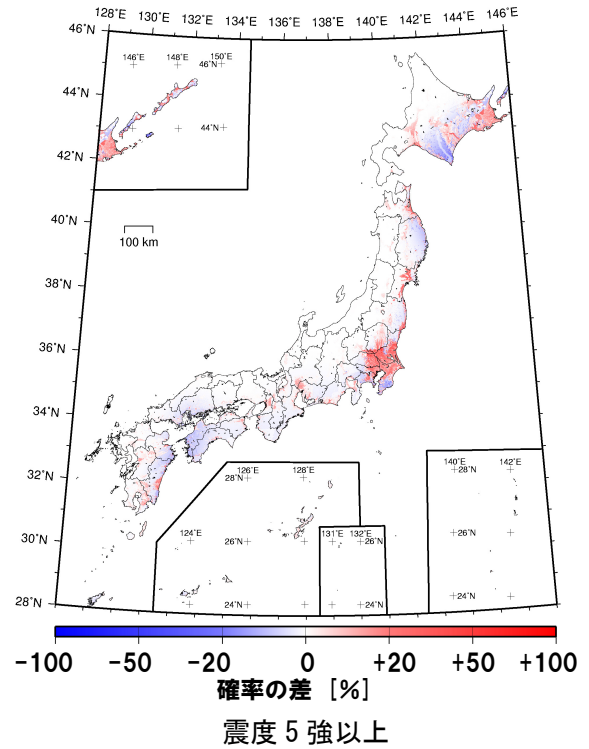 128°E 130°E 132°E 134°E 136°E 138°E 140°E 142°E 144°E 146°E
46°N
146°E 148°E 150°E
46°N
44°N
44°N
42°N
40°N
100 km
38°N
36°N
34°N
32°N
126°E 128°E
28°N
140°E 142°E
28°N
124°E
26°N
131°E 132°E
26°N
30°N
26°N
24°N
24°N
24°N
28°N
-100 -50 -20 0 +20 +50 +100
確率の差 [%]
震度5強以上